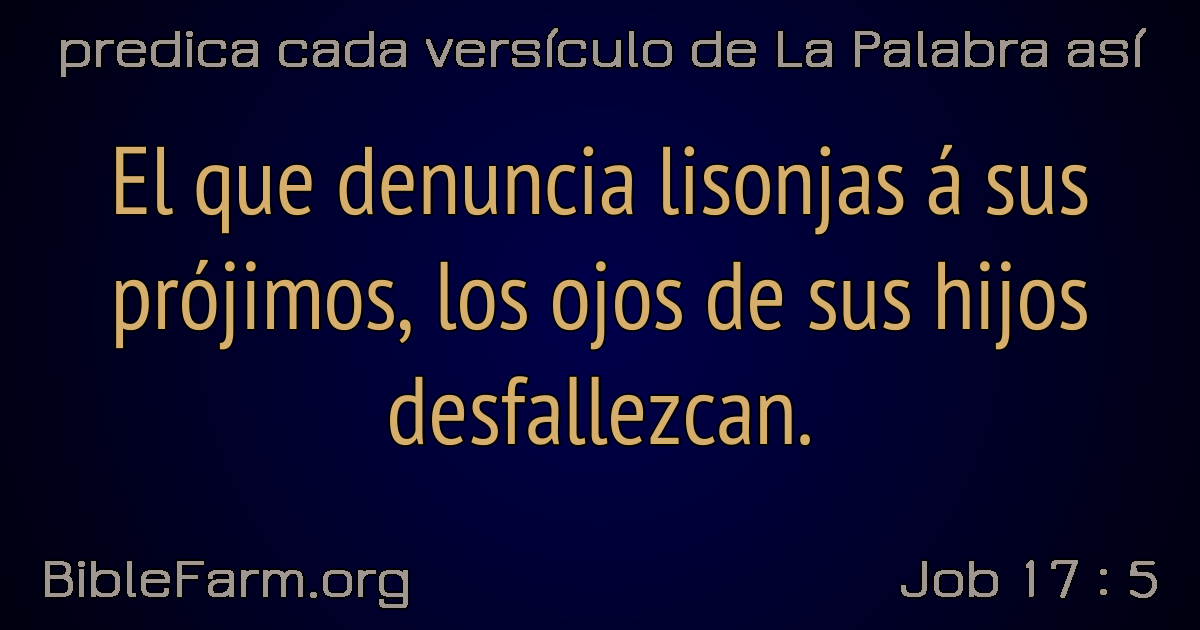 predica cada versículo de La Palabra así
El que denuncia lisonjas á sus
prójimos, los ojos de sus hijos
desfallezcan.
BibleFarm.org
Job 17 : 5